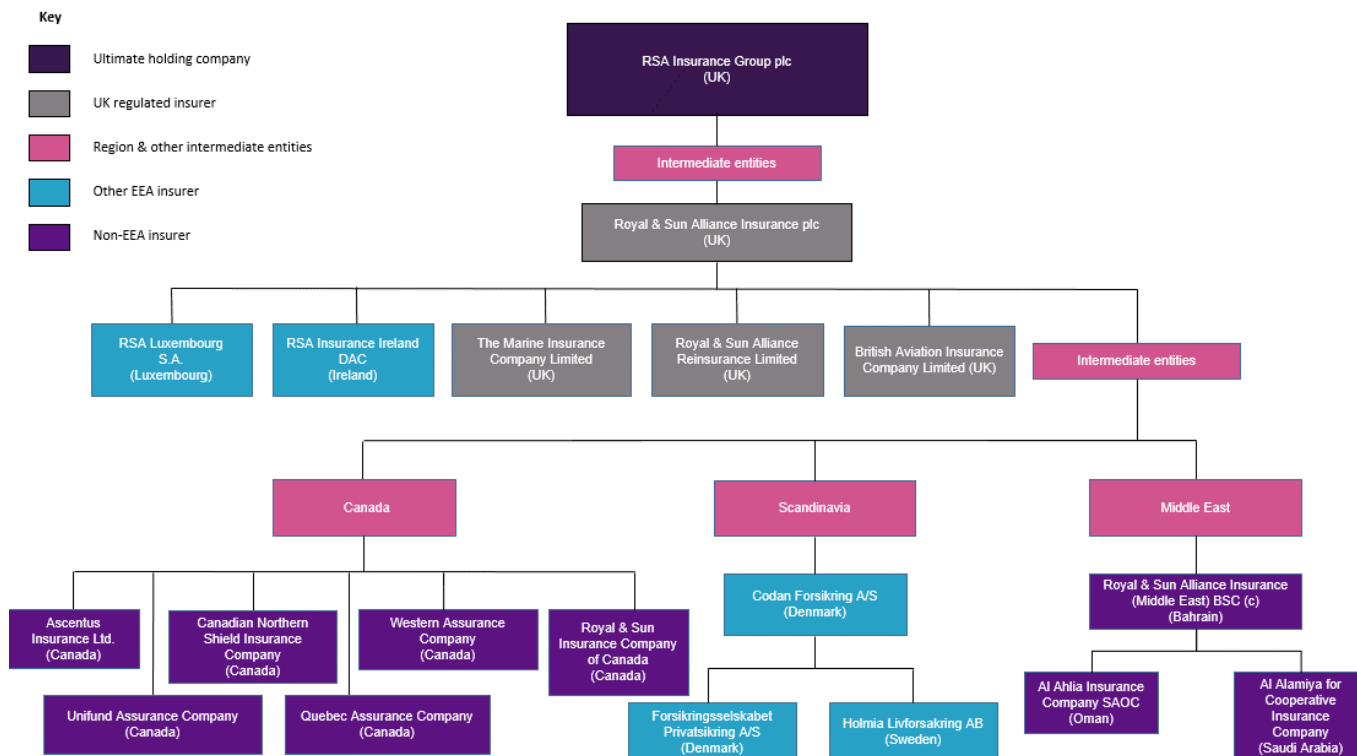 Key
Ultimate holding company
UK regulated insurer
Region & other intermediate entities
Other EEA insurer
Non-EEA insurer
RSA Insurance Group plc
(UK)
Intermediate entities
Royal & Sun Alliance Insurance plc
(UK)
RSA Luxembourg
S.A.
(Luxembourg)
RSA Insurance Ireland
DAC
(Ireland)
The Marine Insurance
Company Limited
(UK)
Royal & Sun Alliance
Reinsurance Limited
(UK)
British Aviation Insurance
Company Limited (UK)
Intermediate entities
Canada
Scandinavia
Middle East
Ascentus
Insurance Ltd.
(Canada)
Canadian Northern
Shield Insurance
Company
(Canada)
Western Assurance
Company
(Canada)
Royal & Sun
Insurance Company
of Canada
(Canada)
Unifund Assurance Company
(Canada)
Quebec Assurance Company
(Canada)
Codan Forsikring A/S
(Denmark)
Forsikringsselskabet
Privatsikring A/S
(Denmark)
Holmia Livforsakring AB
(Sweden)
Royal & Sun Alliance Insurance
(Middle East) BSC (c)
(Bahrain)
Al Ahlia Insurance
Company SAOC
(Oman)
Al Alamiya for
Cooperative
Insurance
Company
(Saudi Arabia)